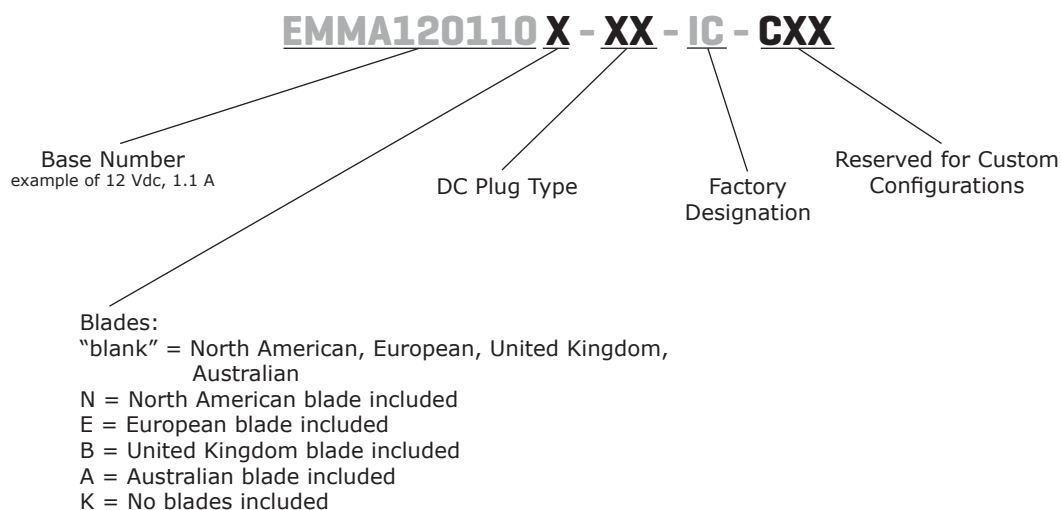 EMMA120110 X - XX - IC - CXX
Base Number
example of 12 Vdc, 1.1 A
DC Plug Type
Factory
Designation
Reserved for Custom
Configurations
Blades:
“blank” = North American, European, United Kingdom,
Australian
N = North American blade included
E = European blade included
B = United Kingdom blade included
A = Australian blade included
K = No blades included